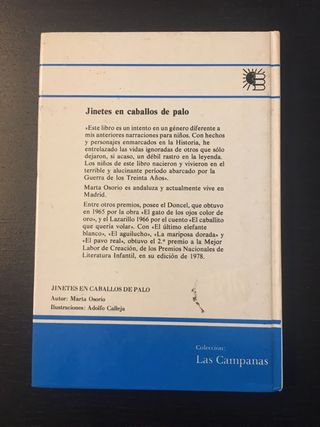 Jinetes en caballos de palo
«Este libro es un intento en un género diferente a
mis anteriores narraciones para niños. Con hechos
y personajes enmarcados en la Historia, he
entrelazado las vidas ignoradas de otros que sólo
dejaron, si acaso, un débil rastro en la leyenda.
Los niños de este libro nacieron y vivieron en el
terrible y alucinante período abarcado por la
Guerra de los Treinta Años».
Marta Osorio es andaluza y actualmente vive en
Madrid.
Entre otros premios, posee el Doncel, que obtuvo
en 1965 por la obra «El gato de los ojos color de
oro», y el Lazarillo 1966 por el cuento «El caballito
que quería volar». Con «El último elefante
blanco», «El aguilucho», «La mariposa dorada» y
«El pavo real», obtuvo el 2.º premio a la Mejor
Labor de Creación, de los Premios Nacionales de
Literatura Infantil, en su edición de 1978.
JINETES EN CABALLOS DE PALO
Autor: Marta Osorio
Ilustraciones: Adolfo Calleja
Colección:
Las Campanas